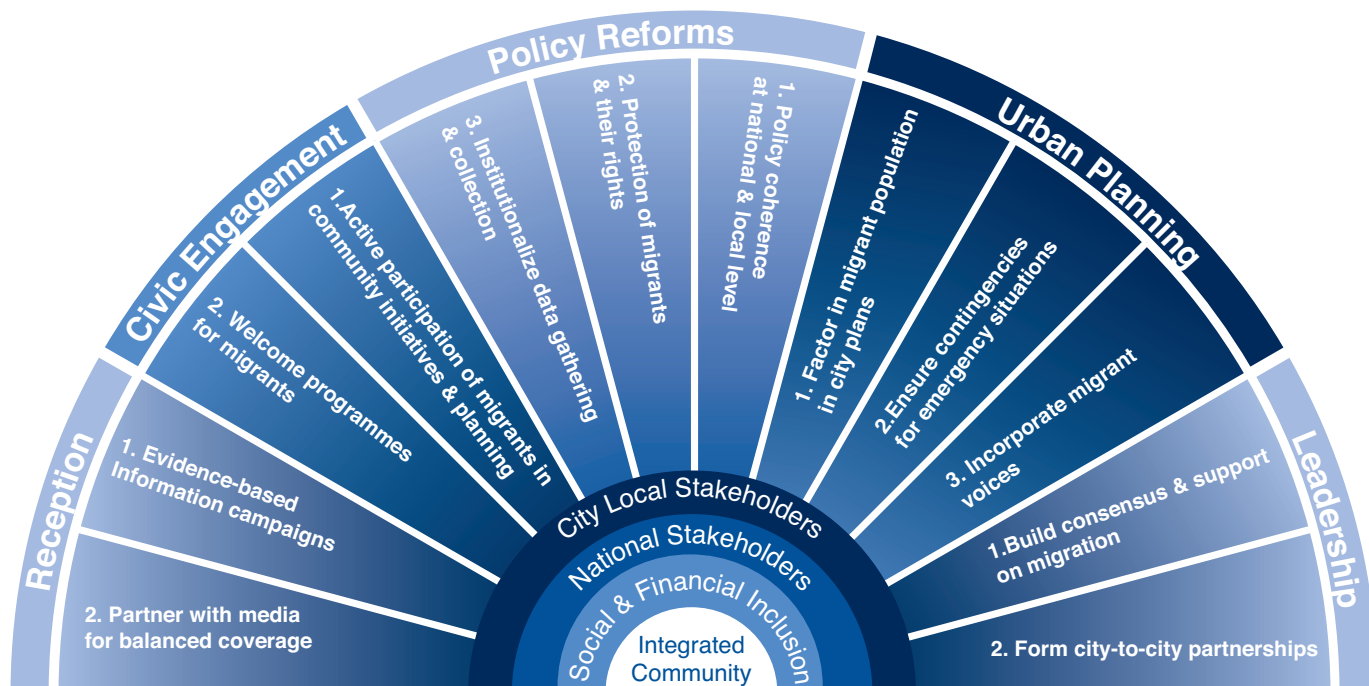 Reception
1. Evidence-based
Information campaigns
2. Partner with media
for balanced coverage
Civic Engagement
1.Active participation of migrants in
community initiatives & planning
2. Welcome programmes
for migrants
Policy Reforms
1. Policy coherence
at national & local level
2. Protection of migrants
& their rights
3. Institutionalize data gathering
& collection
Urban Planning
1. Factor in migrant population
in city plans
2.Ensure contingencies
for emergency situations
3. Incorporate migrant
voices
Leadership
1.Build consensus & support
on migration
2. Form city-to-city partnerships
City Local Stakeholders
National Stakeholders
Social & Financial Inclusion
Integrated
Community